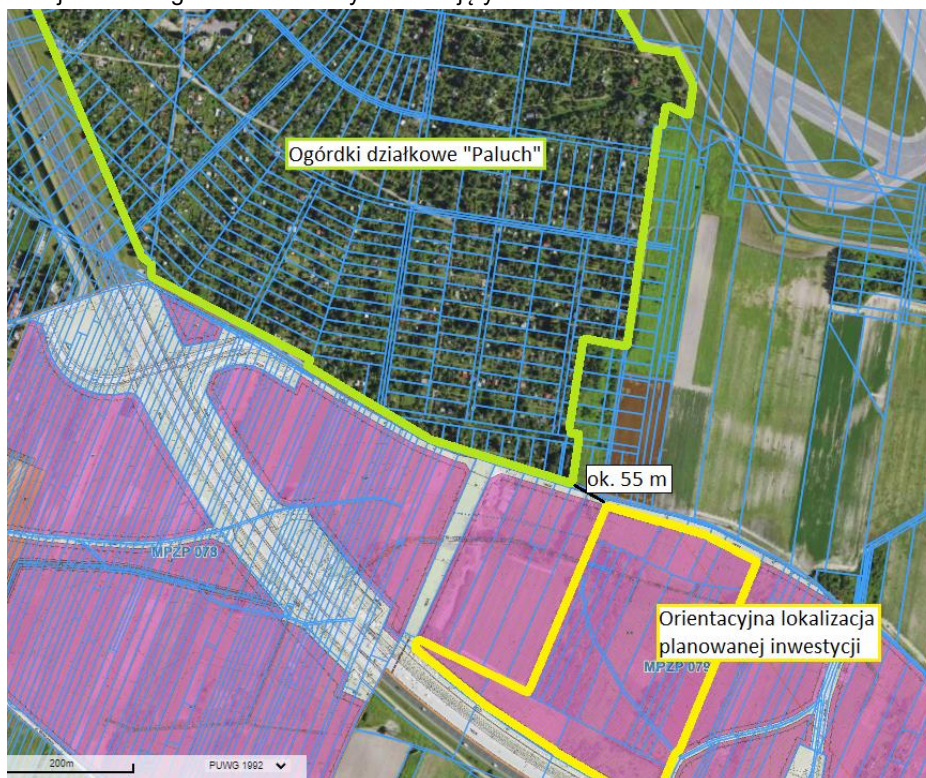 Ogórdki działkowe "Paluch"
ok. 55 m
MPZP 078
Orientacyjna lokalizacja
planowanej inwestycji
MPZP 079
200m
PUWG 1992